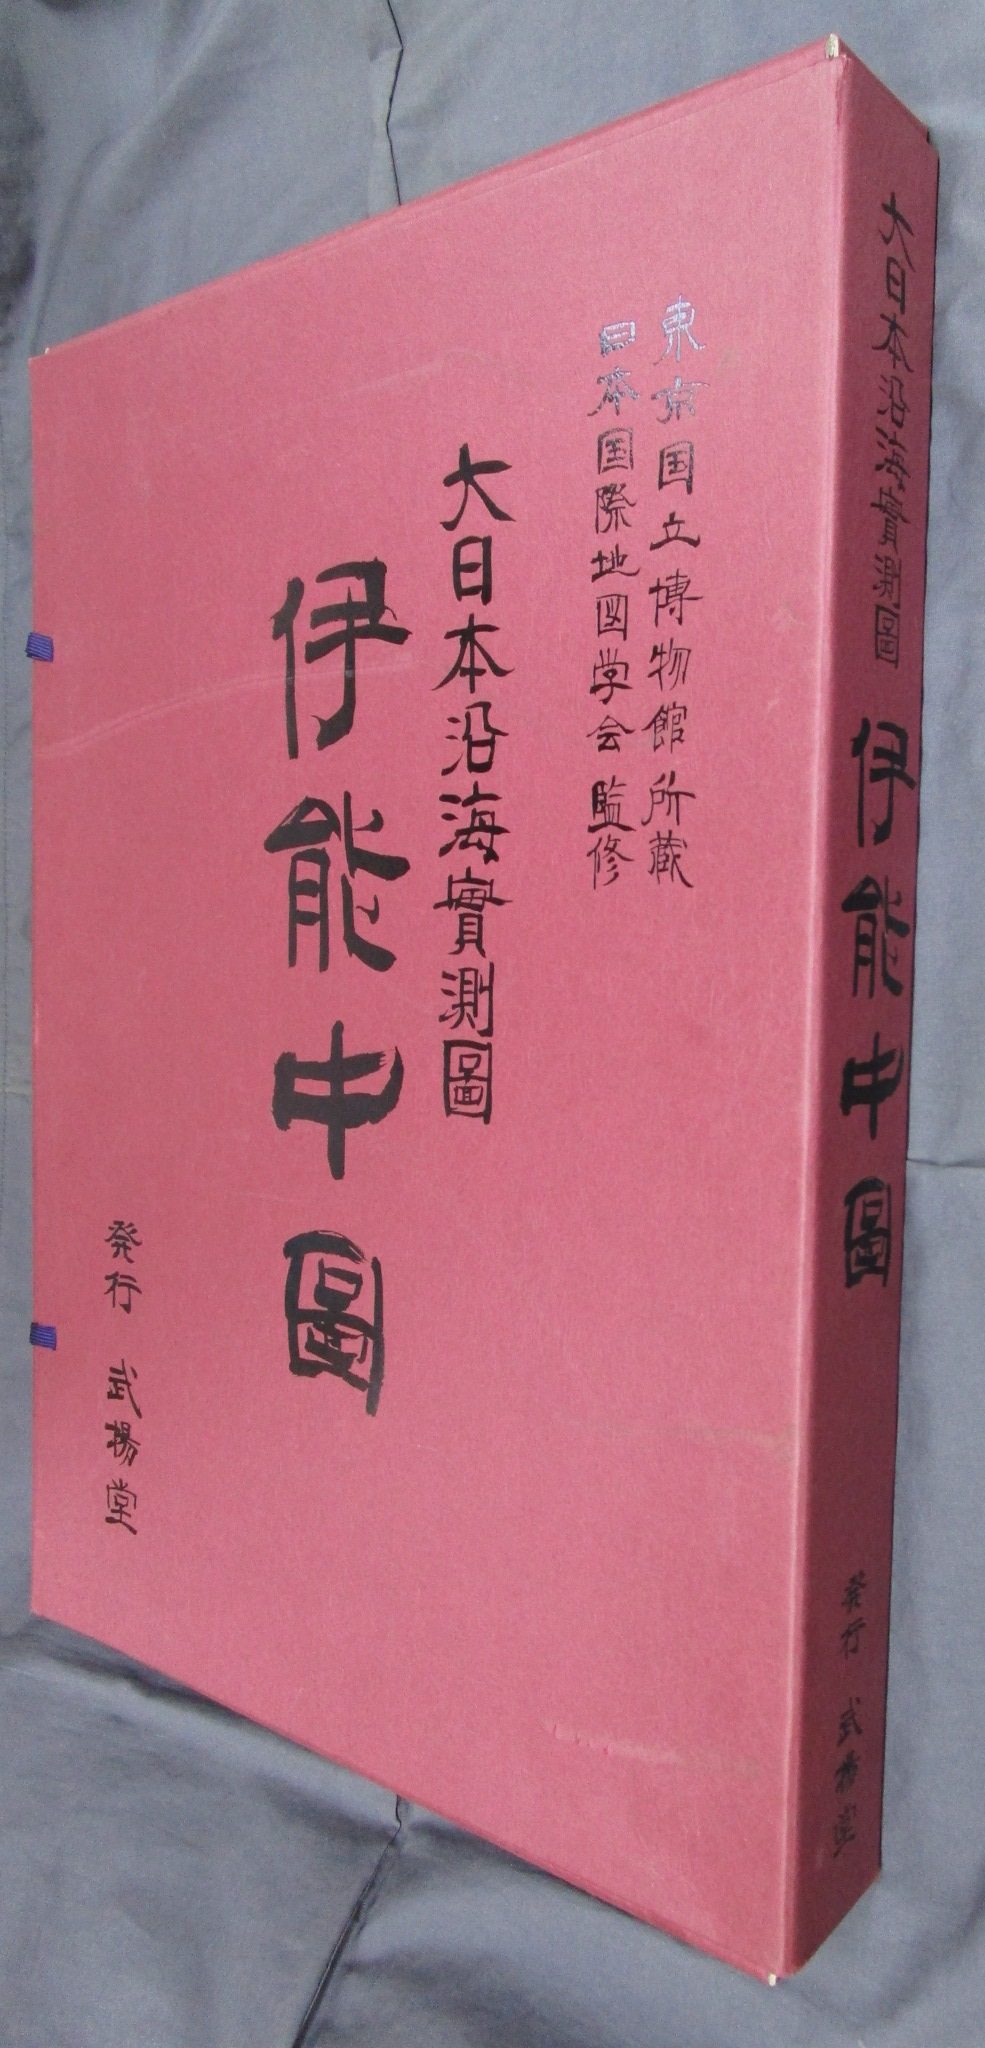 東京国立博物館所蔵
日本国際地図学会監修
大日本沿海實測圖
伊能中圖
発行 武揚堂
大日本沿海實測圖 伊能中圖 発行 武揚堂